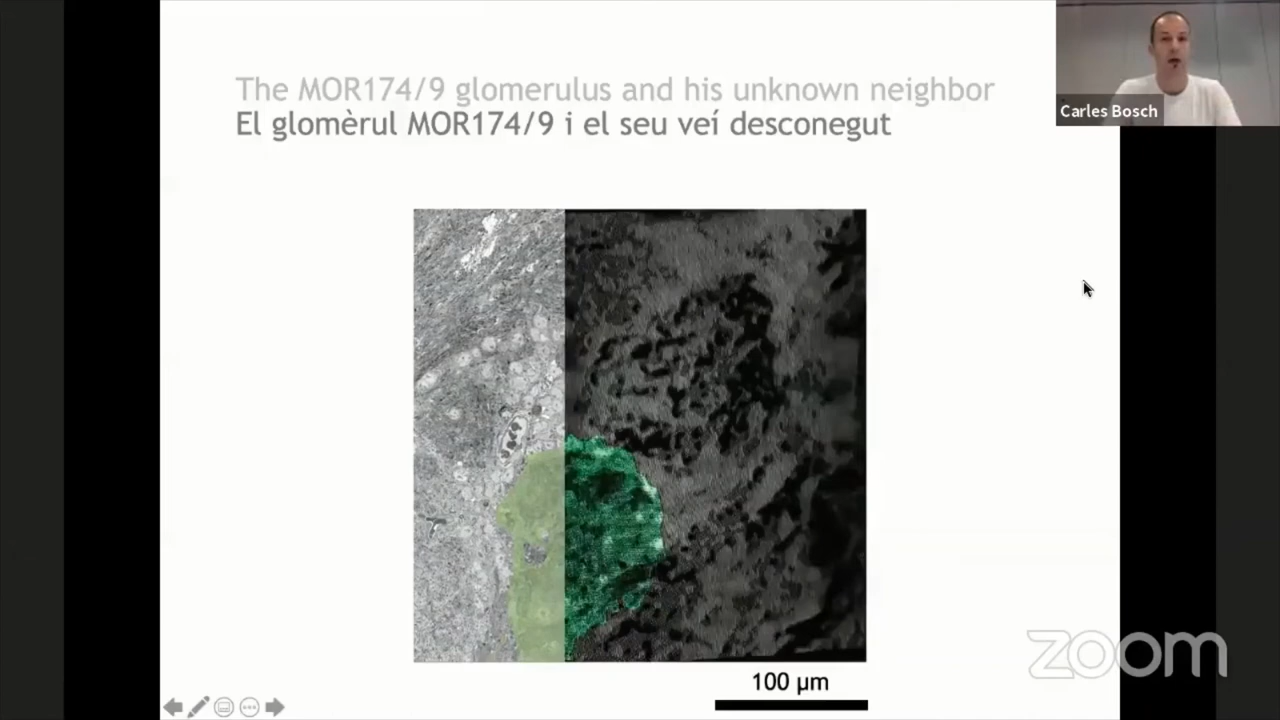 The MOR174/9 glomerulus and his unknown neighbor
El glomèrul MOR174/9 i el seu veí desconegut
Carles Bosch
100 µm
zoom